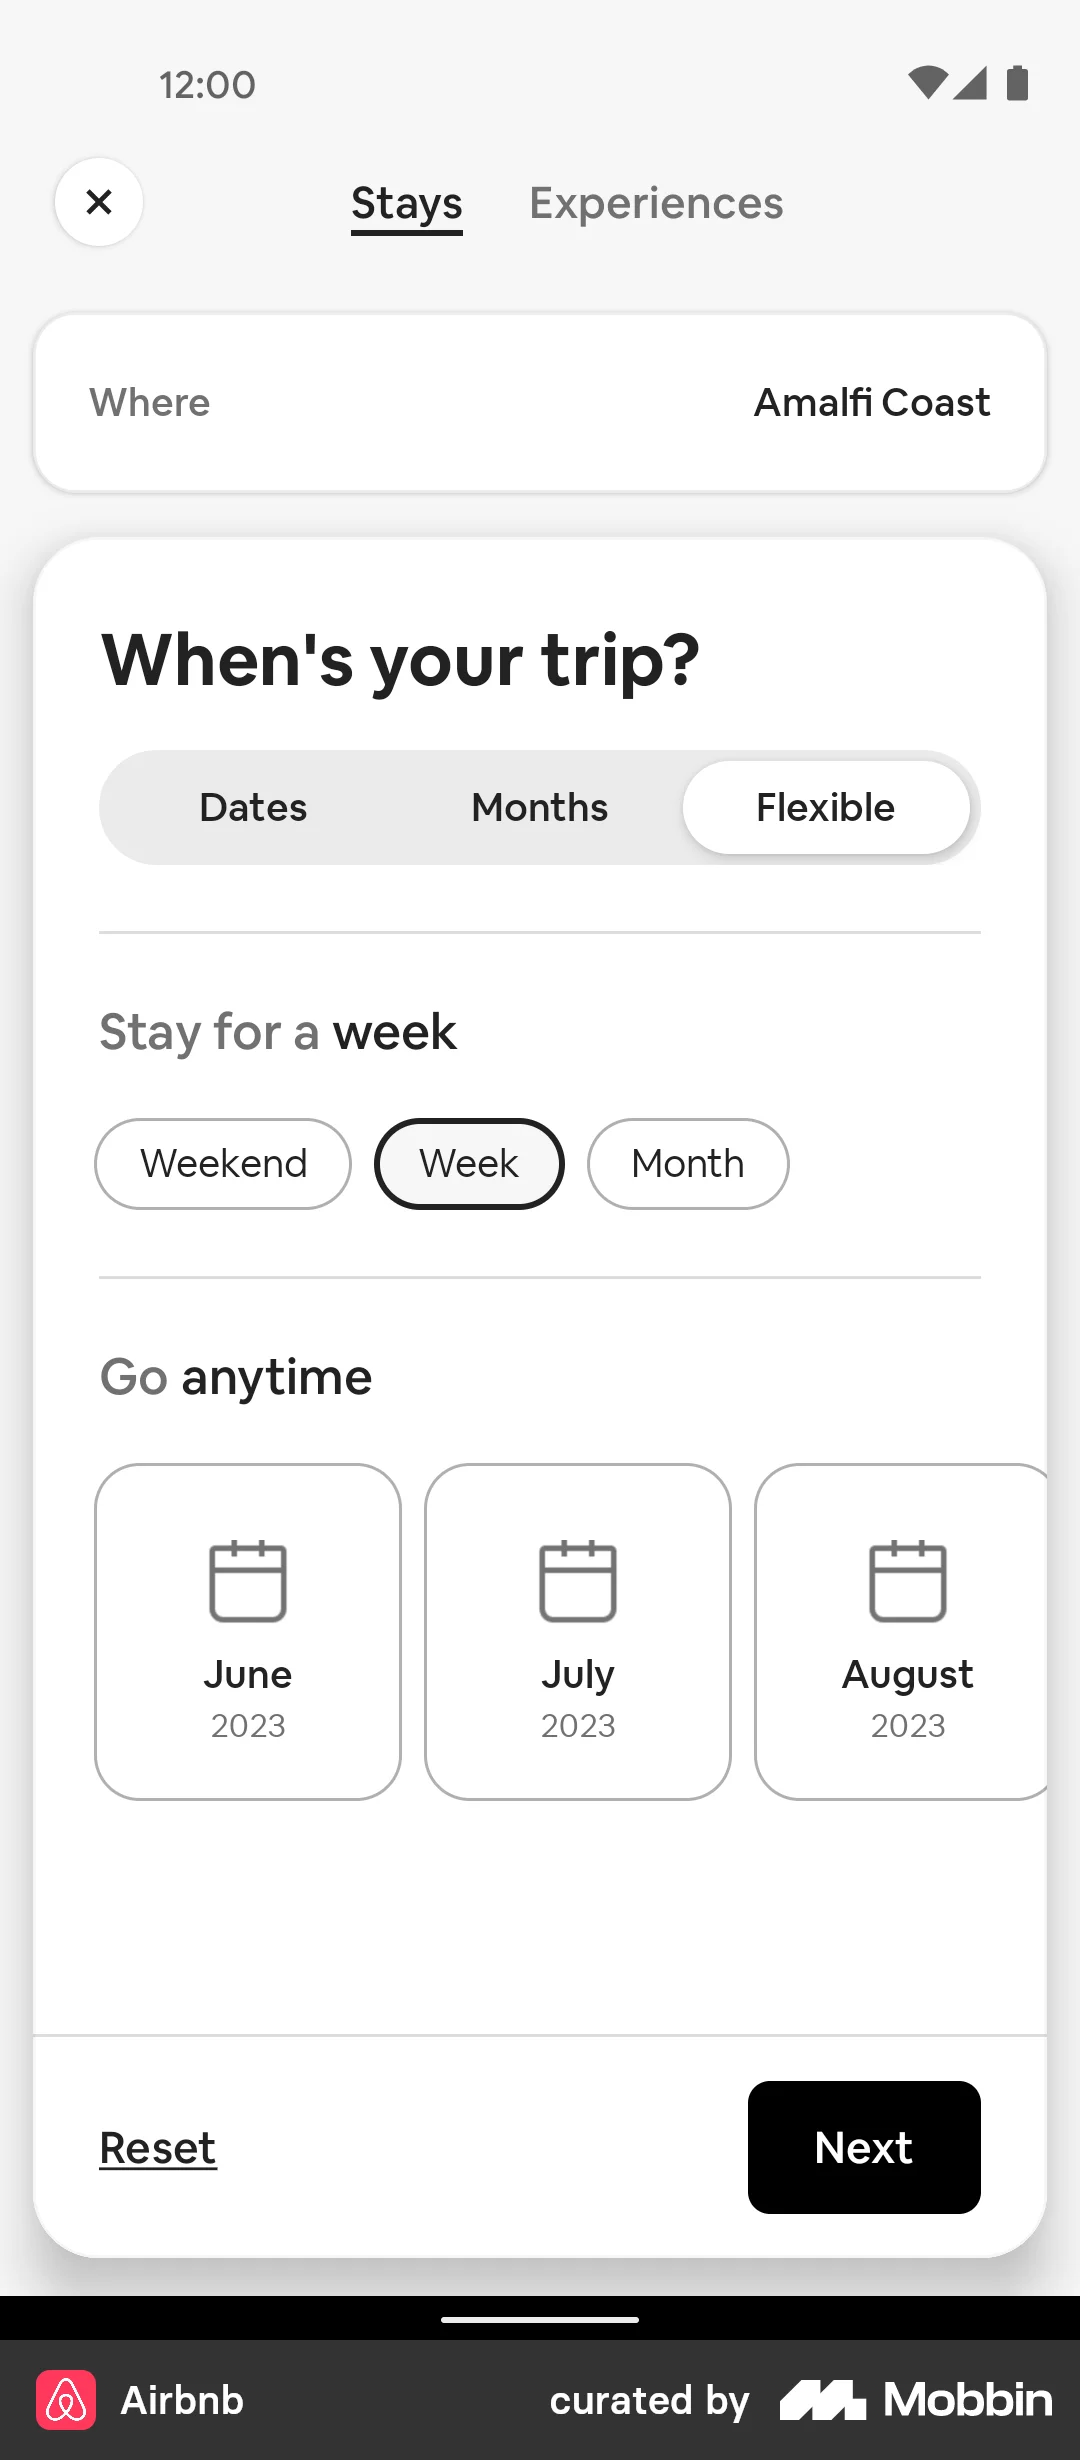 12:00
Stays Experiences
Where Amalfi Coast
When's your trip?
Dates Months Flexible
Stay for a week
Weekend Week Month
Go anytime
June July August
2023 2023 2023
Reset Next
Airbnb curated by Mobbin